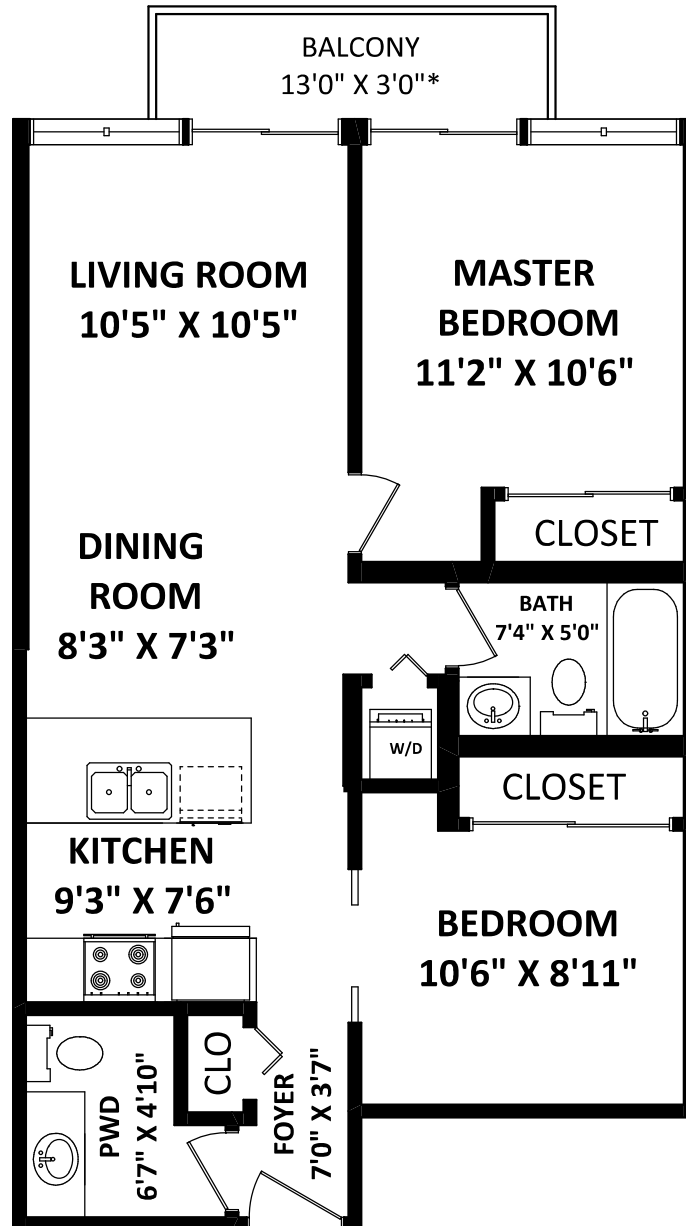 BALCONY
13'0" X 3'0"*
LIVING ROOM
10'5" X 10'5"
MASTER
BEDROOM
11'2" X 10'6"
CLOSET
DINING
ROOM
8'3" X 7'3"
BATH
7'4" X 5'0"
W/D
CLOSET
KITCHEN
9'3" X 7'6"
BEDROOM
10'6" X 8'11"
CLO
PWD
6'7" X 4'10"
FOYER
7'0" X 3'7"